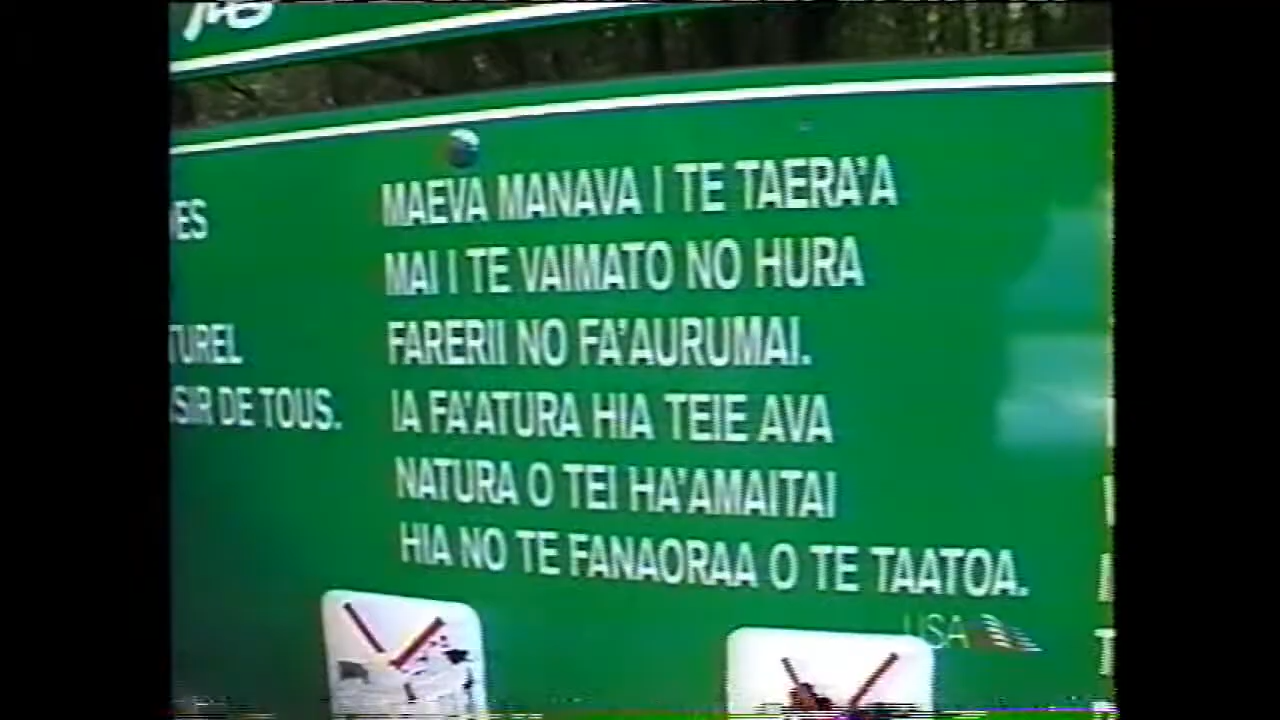 VES
TUREL
SIR DE TOUS.
MAEVA MANAVA I TE TAERA'A
MAI I TE VAIMATO NO HURA
FARERII NO FA'AURUMAI.
IA FA'ATURA HIA TEIE AVA
NATURA O TEI HA'AMAITAI
HIA NO TE FANAORAA O TE TAATOA.
USA